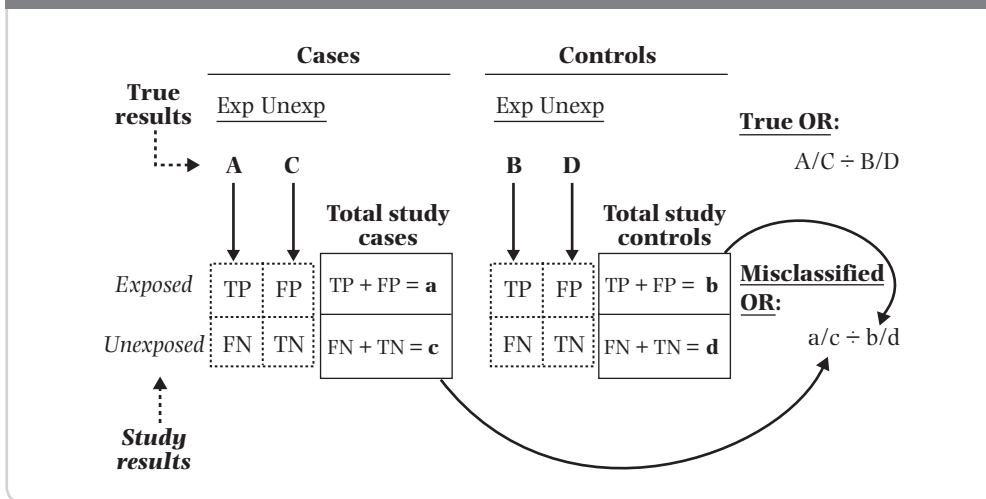 Cases
Controls
True
results
Exp Unexp
Exp Unexp
True OR:
A/C ÷ B/D
A
C
B
D
Total study
cases
Total study
controls
Exposed
TP
FP
TP + FP = a
TP
FP
TP + FP = b
Misclassified
OR:
a/c ÷ b/d
Unexposed
FN
TN
FN + TN = c
FN
TN
FN + TN = d
Study
results